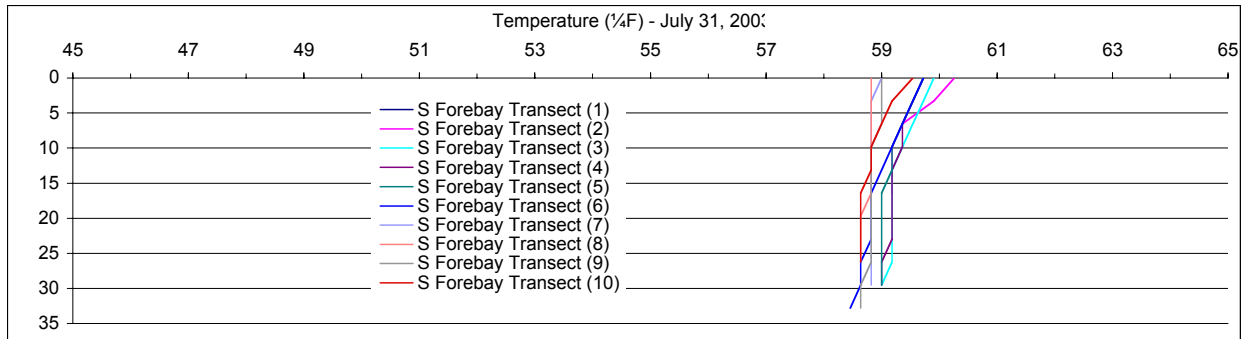 Temperature (¼F) - July 31, 2003
45 47 49 51 53 55 57 59 61 63 65
0
5
10
15
20
25
30
35
S Forebay Transect (1)
S Forebay Transect (2)
S Forebay Transect (3)
S Forebay Transect (4)
S Forebay Transect (5)
S Forebay Transect (6)
S Forebay Transect (7)
S Forebay Transect (8)
S Forebay Transect (9)
S Forebay Transect (10)